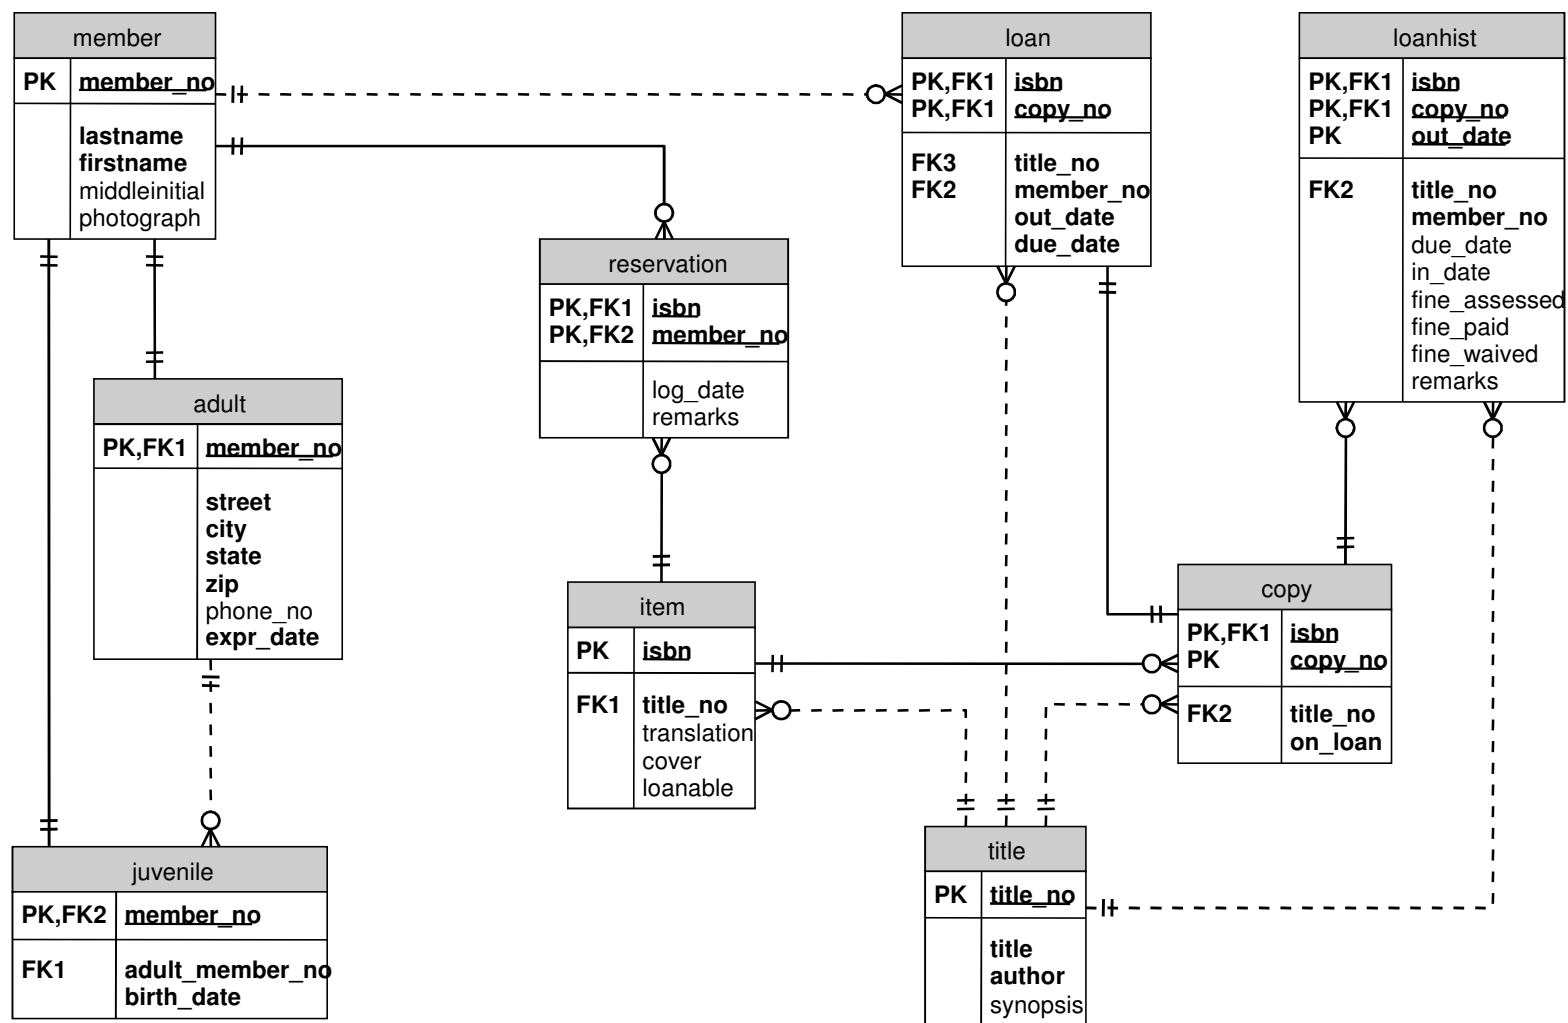 member
PK member_no
lastname
firstname
middleinitial
photograph
loan
PK,FK1 isbn
PK,FK1 copy_no
FK3 title_no
FK2 member_no
out_date
due_date
loanhist
PK,FK1 isbn
PK,FK1 copy_no
PK out_date
FK2 title_no
member_no
due_date
in_date
fine_assessed
fine_paid
fine_waived
remarks
reservation
PK,FK1 isbn
PK,FK2 member_no
log_date
remarks
adult
PK,FK1 member_no
street
city
state
zip
phone_no
expr_date
item
PK isbn
FK1 title_no
translation
cover
loanable
copy
PK,FK1 isbn
PK copy_no
FK2 title_no
on_loan
juvenile
PK,FK2 member_no
FK1 adult_member_no
birth_date
title
PK title_no
title
author
synopsis